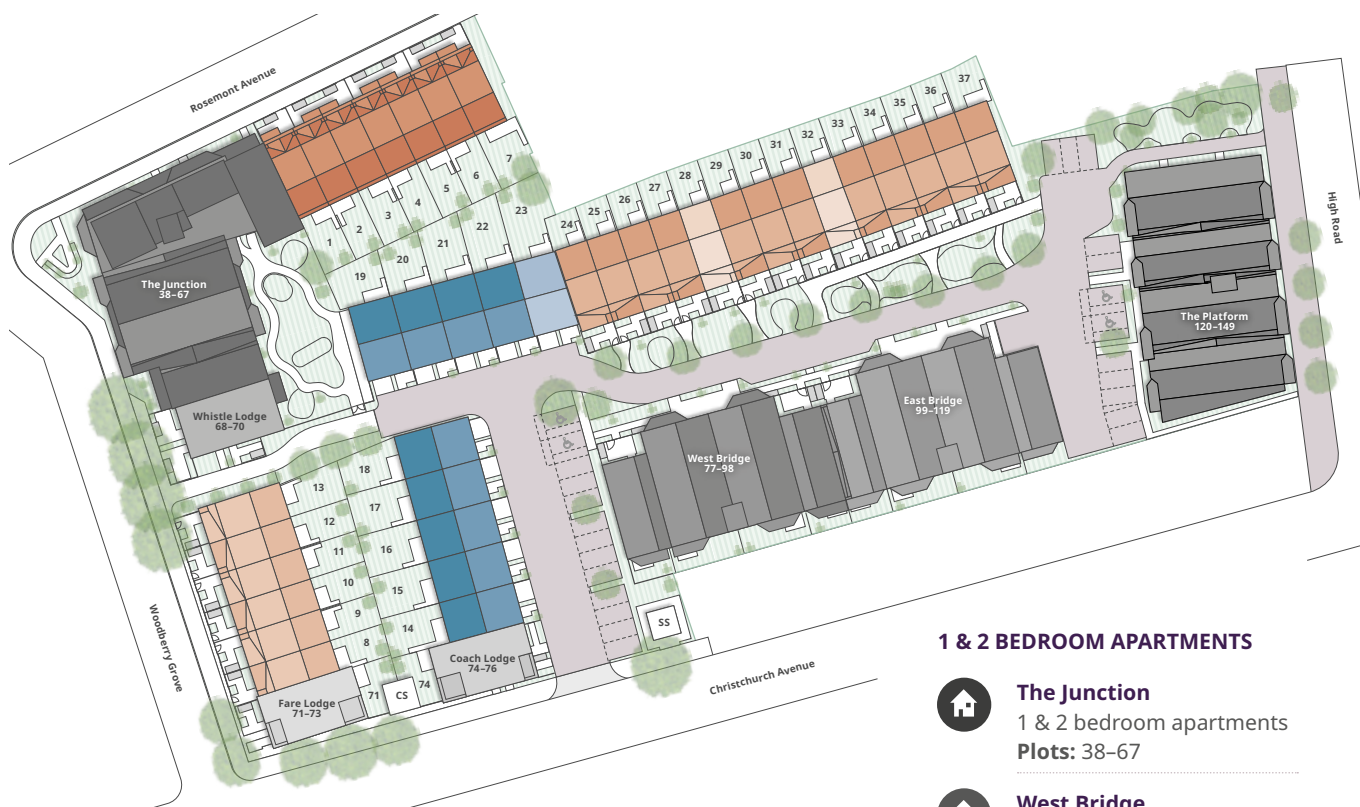 Rosemont Avenue
37
36
35
34
33
32
31
30
29
28
27
26
25
24
7
6
5
4
3
2
1
23
22
21
20
19
High Road
The Junction
38–67
The Platform
120–149
Whistle Lodge
68–70
East Bridge
99–119
West Bridge
77–98
18
13
17
12
16
11
15
10
14
9
8
Woodberry Grove
SS
Coach Lodge
74–76
74
71
CS
Fare Lodge
71–73
Christchurch Avenue
1 & 2 BEDROOM APARTMENTS
The Junction
1 & 2 bedroom apartments
Plots: 38–67
West Bridge